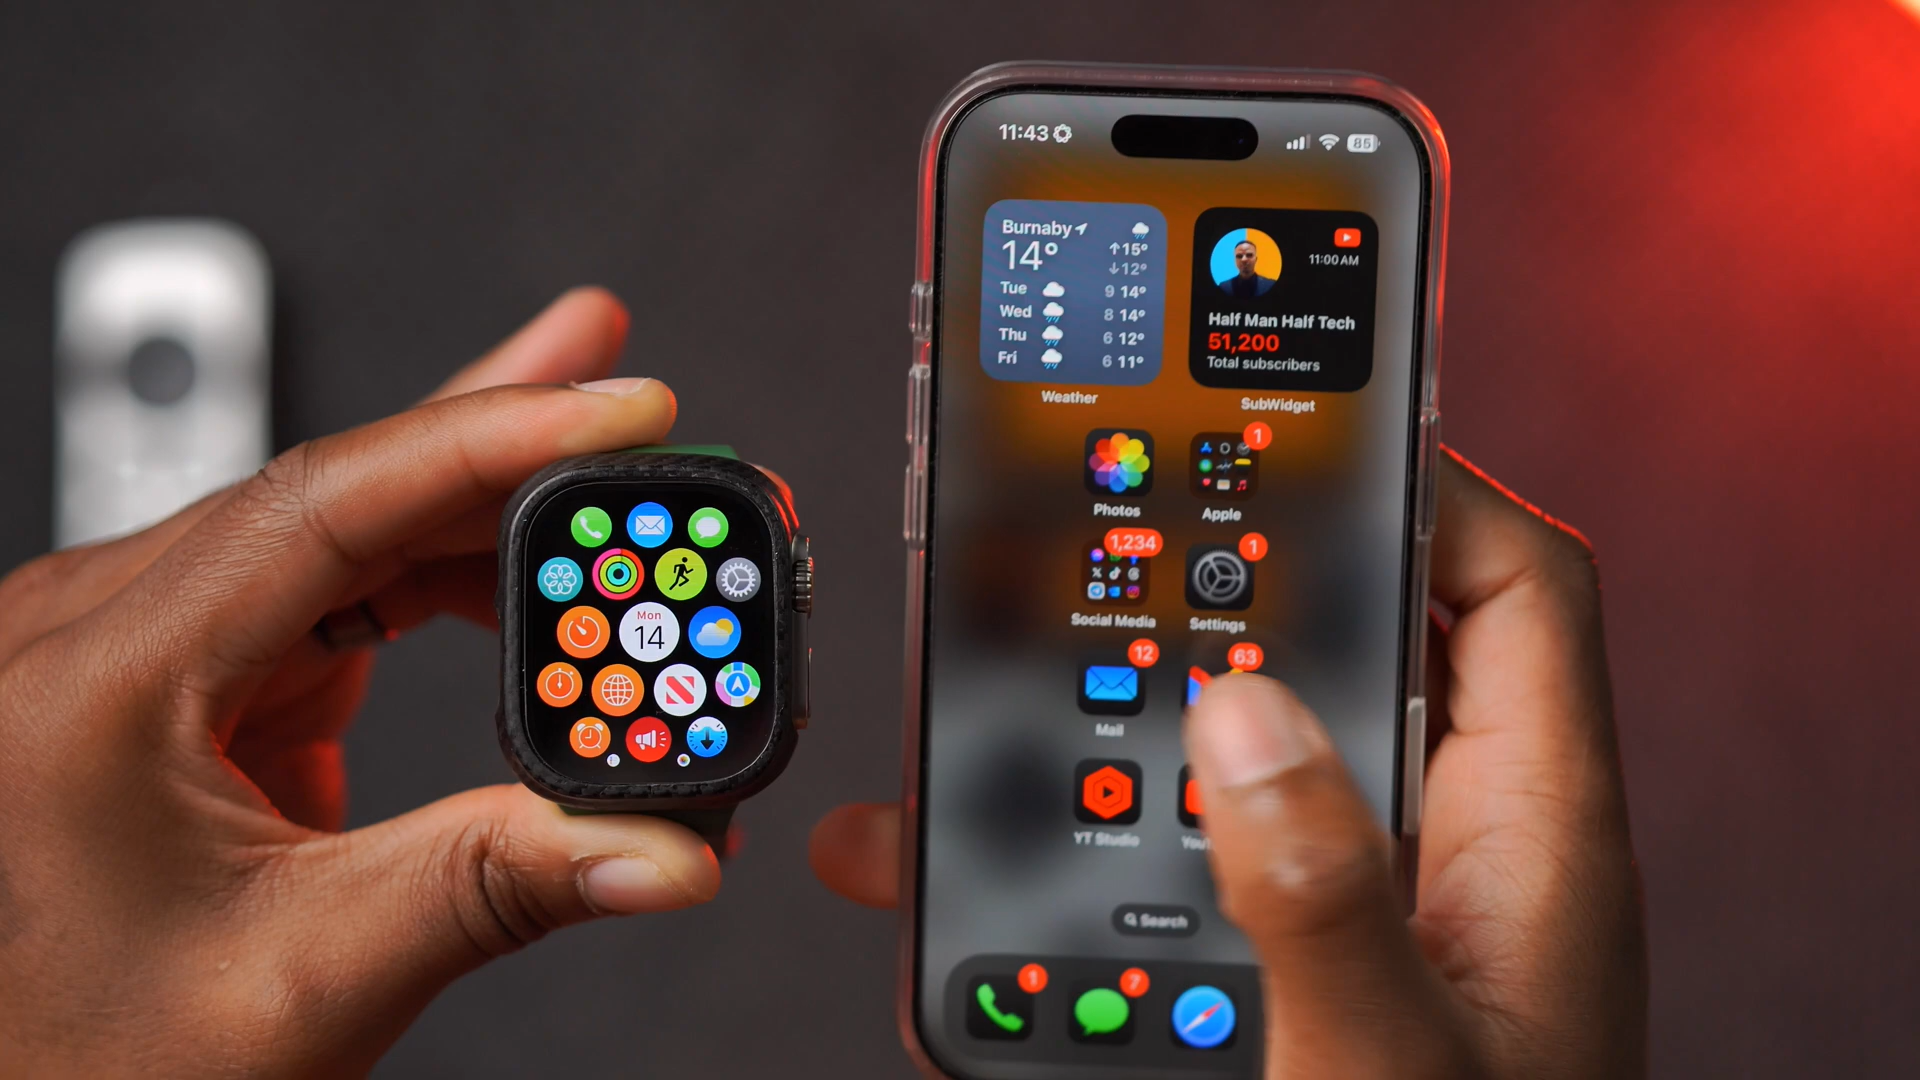 Mon
14
11:43
85
Burnaby
14°
↑15°
↓12°
Tue 9 14°
Wed 8 14°
Thu 6 12°
Fri 6 11°
Weather
11:00 AM
Half Man Half Tech
51,200
Total subscribers
SubWidget
Photos
1
Apple
1,234
Social Media
1
Settings
12
Mail
63
YT Studio
You
Search
1
7